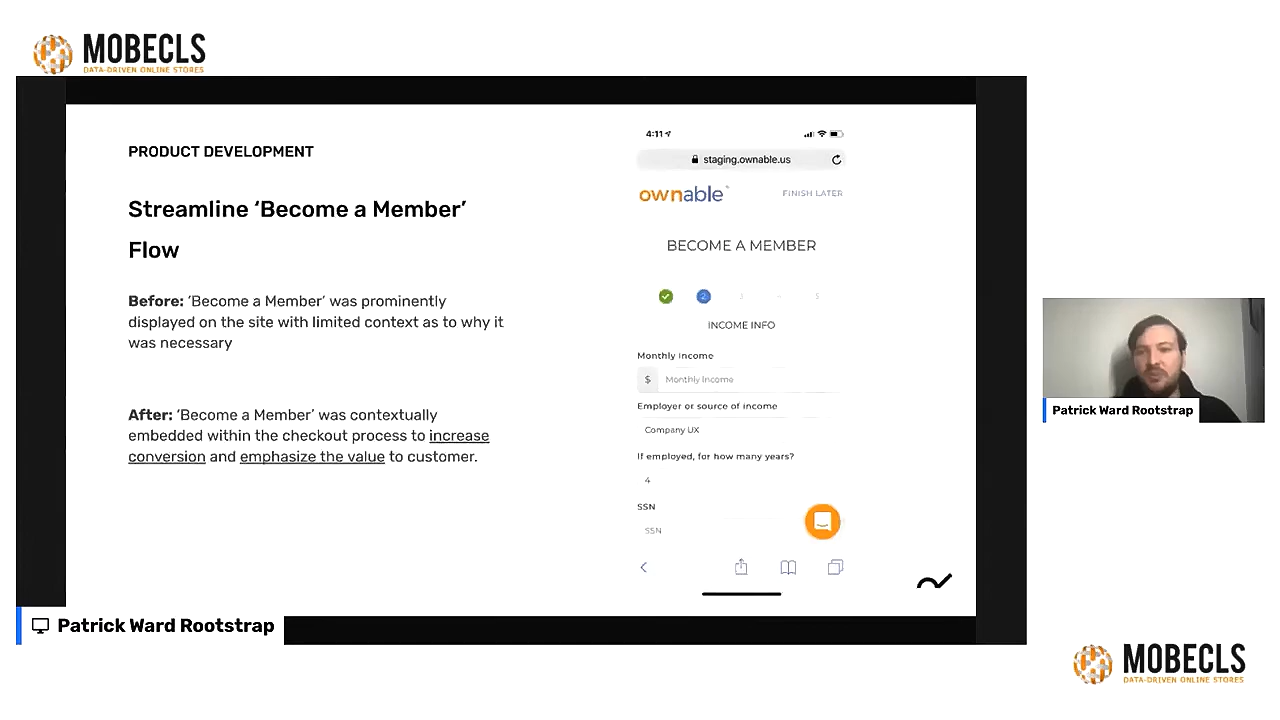 MOBECLS
DATA-DRIVEN ONLINE STORES
PRODUCT DEVELOPMENT
Streamline ‘Become a Member’
Flow
Before: ‘Become a Member’ was prominently
displayed on the site with limited context as to why it
was necessary
After: ‘Become a Member’ was contextually
embedded within the checkout process to increase
conversion and emphasize the value to customer.
4:11
staging.ownable.us
ownable
FINISH LATER
BECOME A MEMBER
2 3 4 5
INCOME INFO
Monthly Income
$ Monthly Income
Employer or source of income
Company UX
If employed, for how many years?
4
SSN
SSN
Patrick Ward Rootstrap
Patrick Ward Rootstrap
MOBECLS
DATA-DRIVEN ONLINE STORES